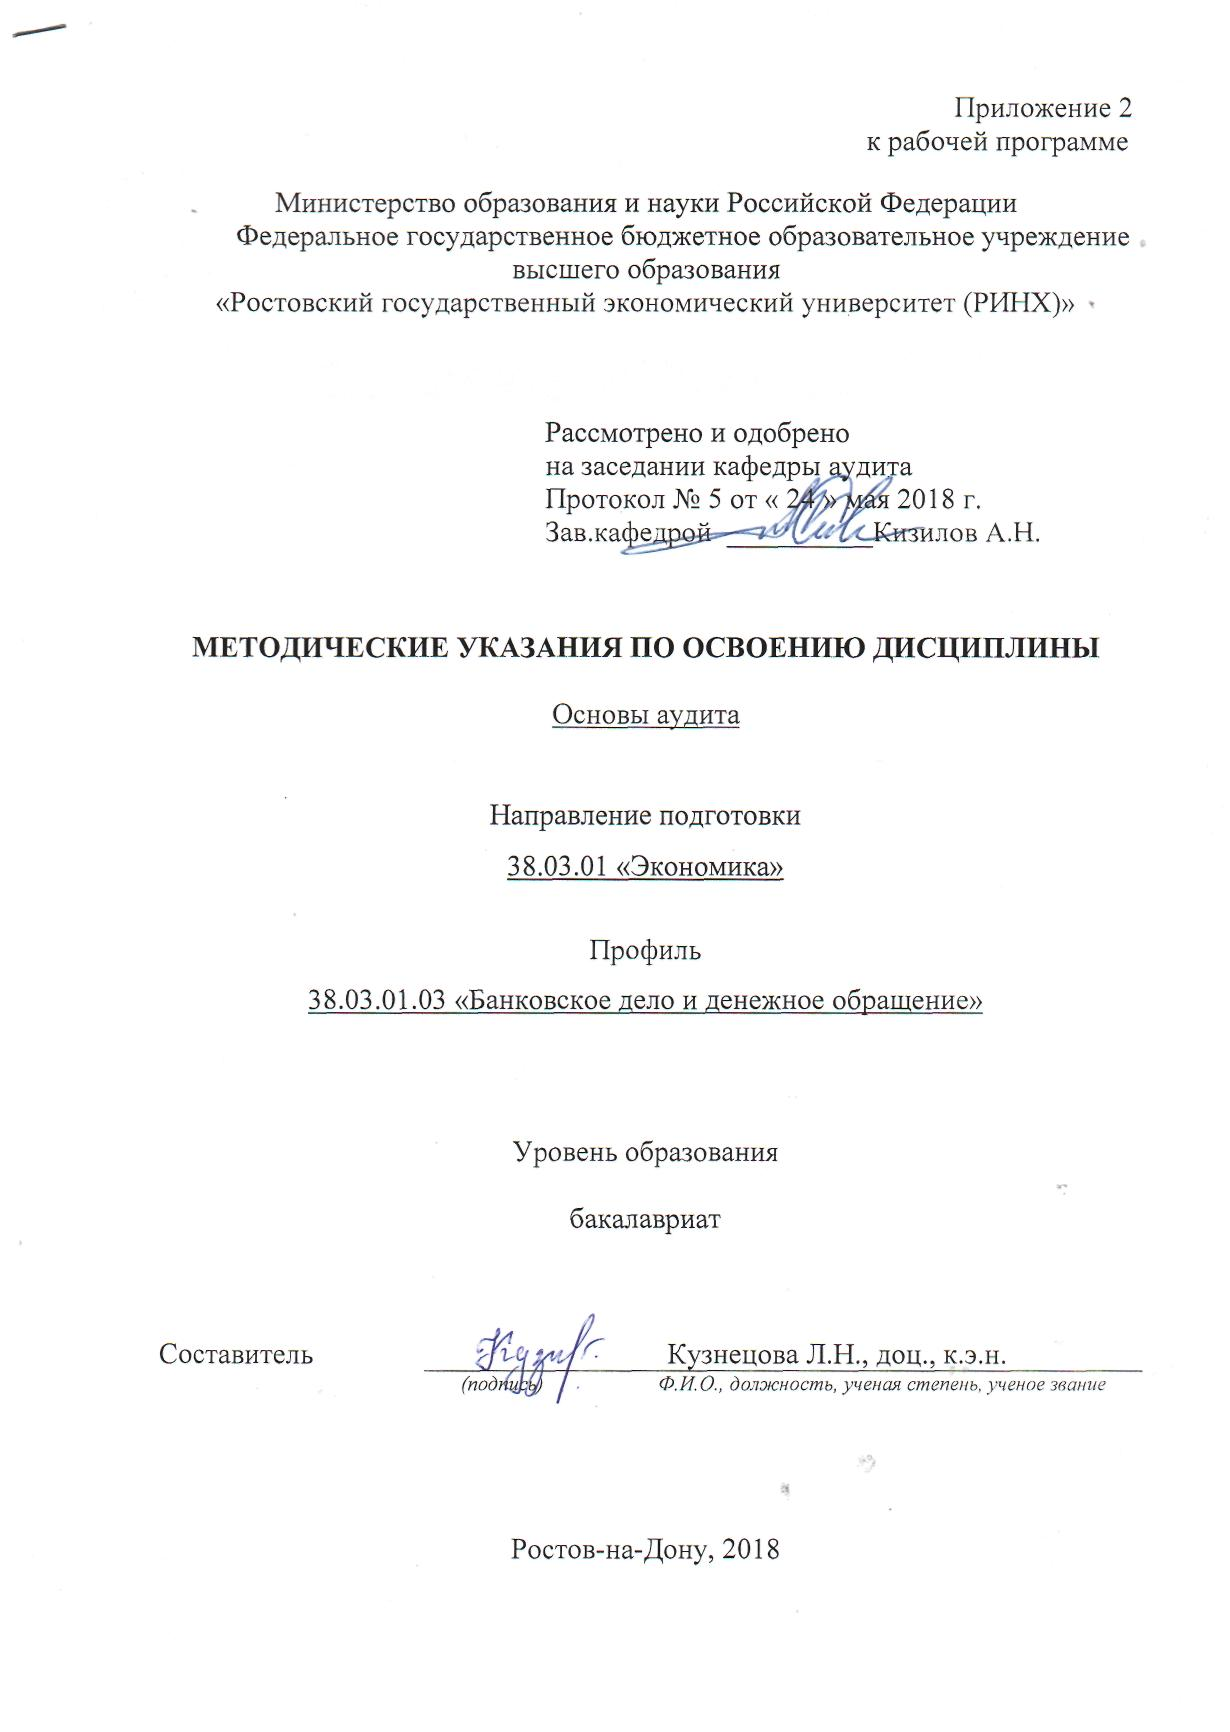 Приложение 2
к рабочей программе
Министерство образования и науки Российской Федерации
Федеральное государственное бюджетное образовательное учреждение
высшего образования
«Ростовский государственный экономический университет (РИНХ)»
Рассмотрено и одобрено
на заседании кафедры аудита
Протокол № 5 от « 24 » мая 2018 г.
Зав.кафедрой __________Кизилов А.Н.
МЕТОДИЧЕСКИЕ УКАЗАНИЯ ПО ОСВОЕНИЮ ДИСЦИПЛИНЫ
Основы аудита
Направление подготовки
38.03.01 «Экономика»
Профиль
38.03.01.03 «Банковское дело и денежное обращение»
Уровень образования
бакалавриат
Составитель Кузнецова Л.Н., доц., к.э.н.
(подпись) Ф.И.О., должность, ученая степень, ученое звание
Ростов-на-Дону, 2018